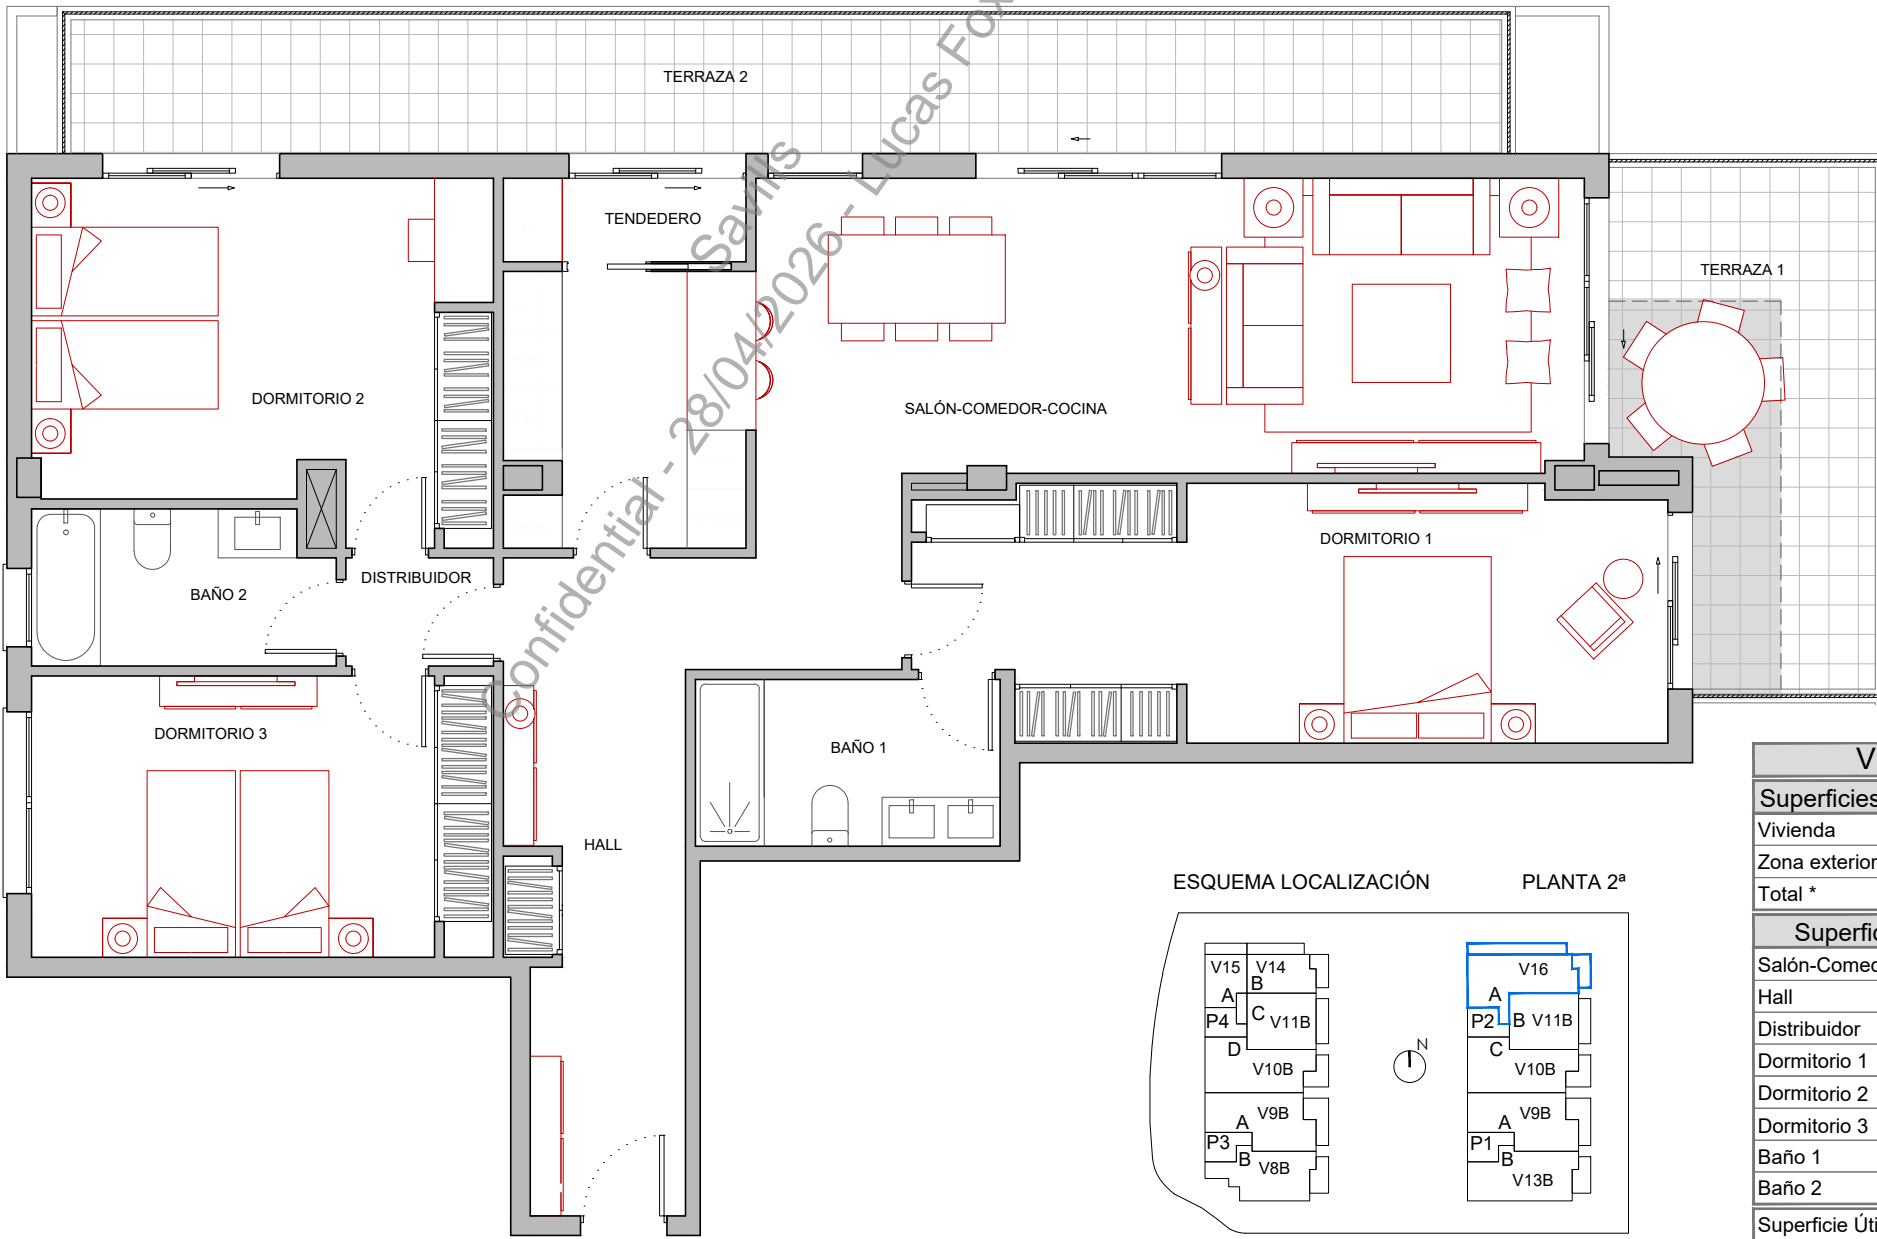 TERRAZA 2
Confidential - 28/04/2026 - Lucas Fox
Savills
TENDEDERO
TERRAZA 1
DORMITORIO 2
SALÓN-COMEDOR-COCINA
DORMITORIO 1
DISTRIBUIDOR
BAÑO 2
DORMITORIO 3
BAÑO 1
HALL
ESQUEMA LOCALIZACIÓN
PLANTA 2ª
V15 V14
B
A
P4 C V11B
D
V10B
V9B
A
P3
B V8B
N
V16
A
P2 B V11B
C
V10B
V9B
A
P1
B
V13B
V
Superficies
Vivienda
Zona exterior
Total *
Superfic
Salón-Comed
Hall
Distribuidor
Dormitorio 1
Dormitorio 2
Dormitorio 3
Baño 1
Baño 2
Superficie Úti